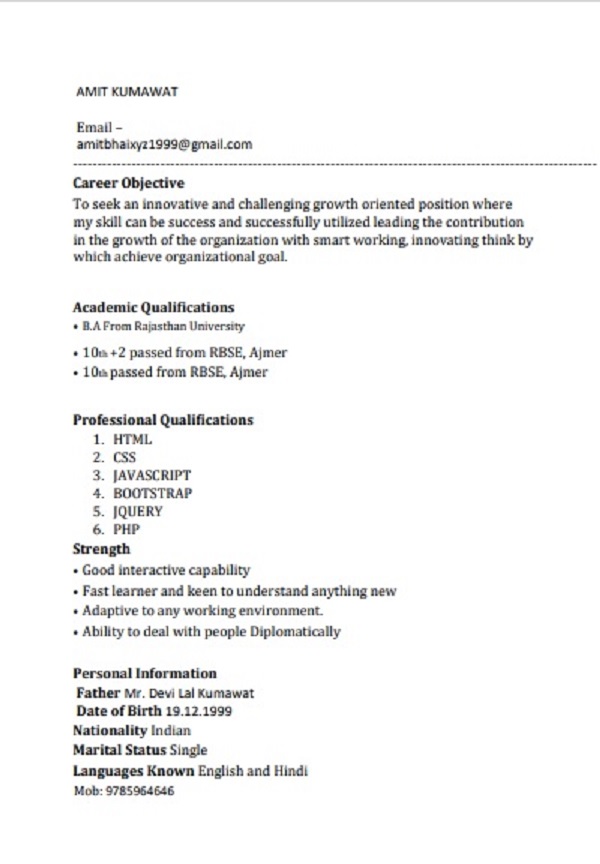 AMIT KUMAWAT
Email –
amitbhaixyz1999@gmail.com
--------------------------------------------------------------------------------------------------------
Career Objective
To seek an innovative and challenging growth oriented position where
my skill can be success and successfully utilized leading the contribution
in the growth of the organization with smart working, innovating think by
which achieve organizational goal.
Academic Qualifications
• B.A From Rajasthan University
• 10th +2 passed from RBSE, Ajmer
• 10th passed from RBSE, Ajmer
Professional Qualifications
1. HTML
2. CSS
3. JAVASCRIPT
4. BOOTSTRAP
5. JQUERY
6. PHP
Strength
• Good interactive capability
• Fast learner and keen to understand anything new
• Adaptive to any working environment.
• Ability to deal with people Diplomatically
Personal Information
Father Mr. Devi Lal Kumawat
Date of Birth 19.12.1999
Nationality Indian
Marital Status Single
Languages Known English and Hindi
Mob: 9785964646